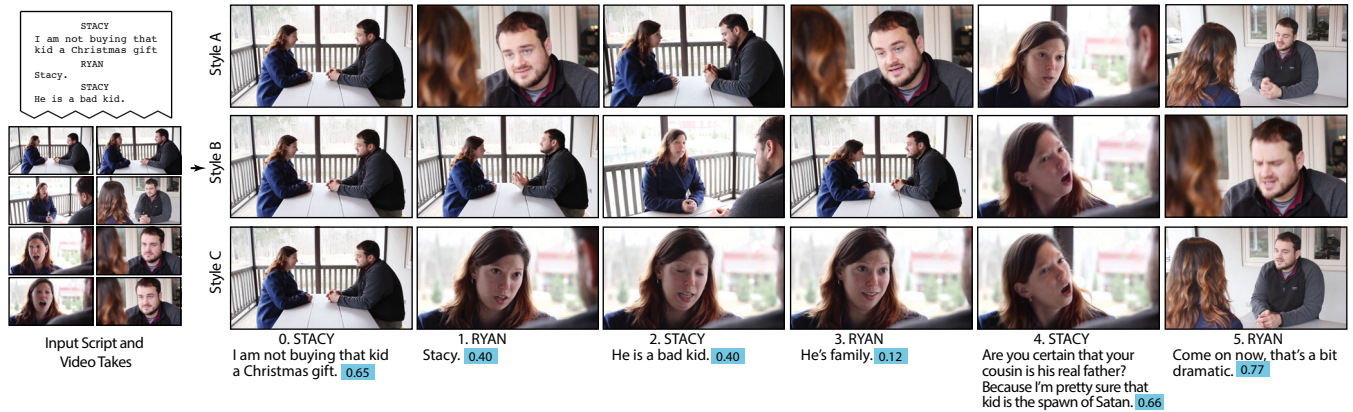 STACY
I am not buying that
kid a Christmas gift
RYAN
Stacy.
STACY
He is a bad kid.
Input Script and
Video Takes
Style A
Style B
Style C
0. STACY
I am not buying that kid
a Christmas gift. 0.65
1. RYAN
Stacy. 0.40
2. STACY
He is a bad kid. 0.40
3. RYAN
He's family. 0.12
4. STACY
Are you certain that your
cousin is his real father?
Because I'm pretty sure that
kid is the spawn of Satan. 0.66
5. RYAN
Come on now, that's a bit
dramatic. 0.77